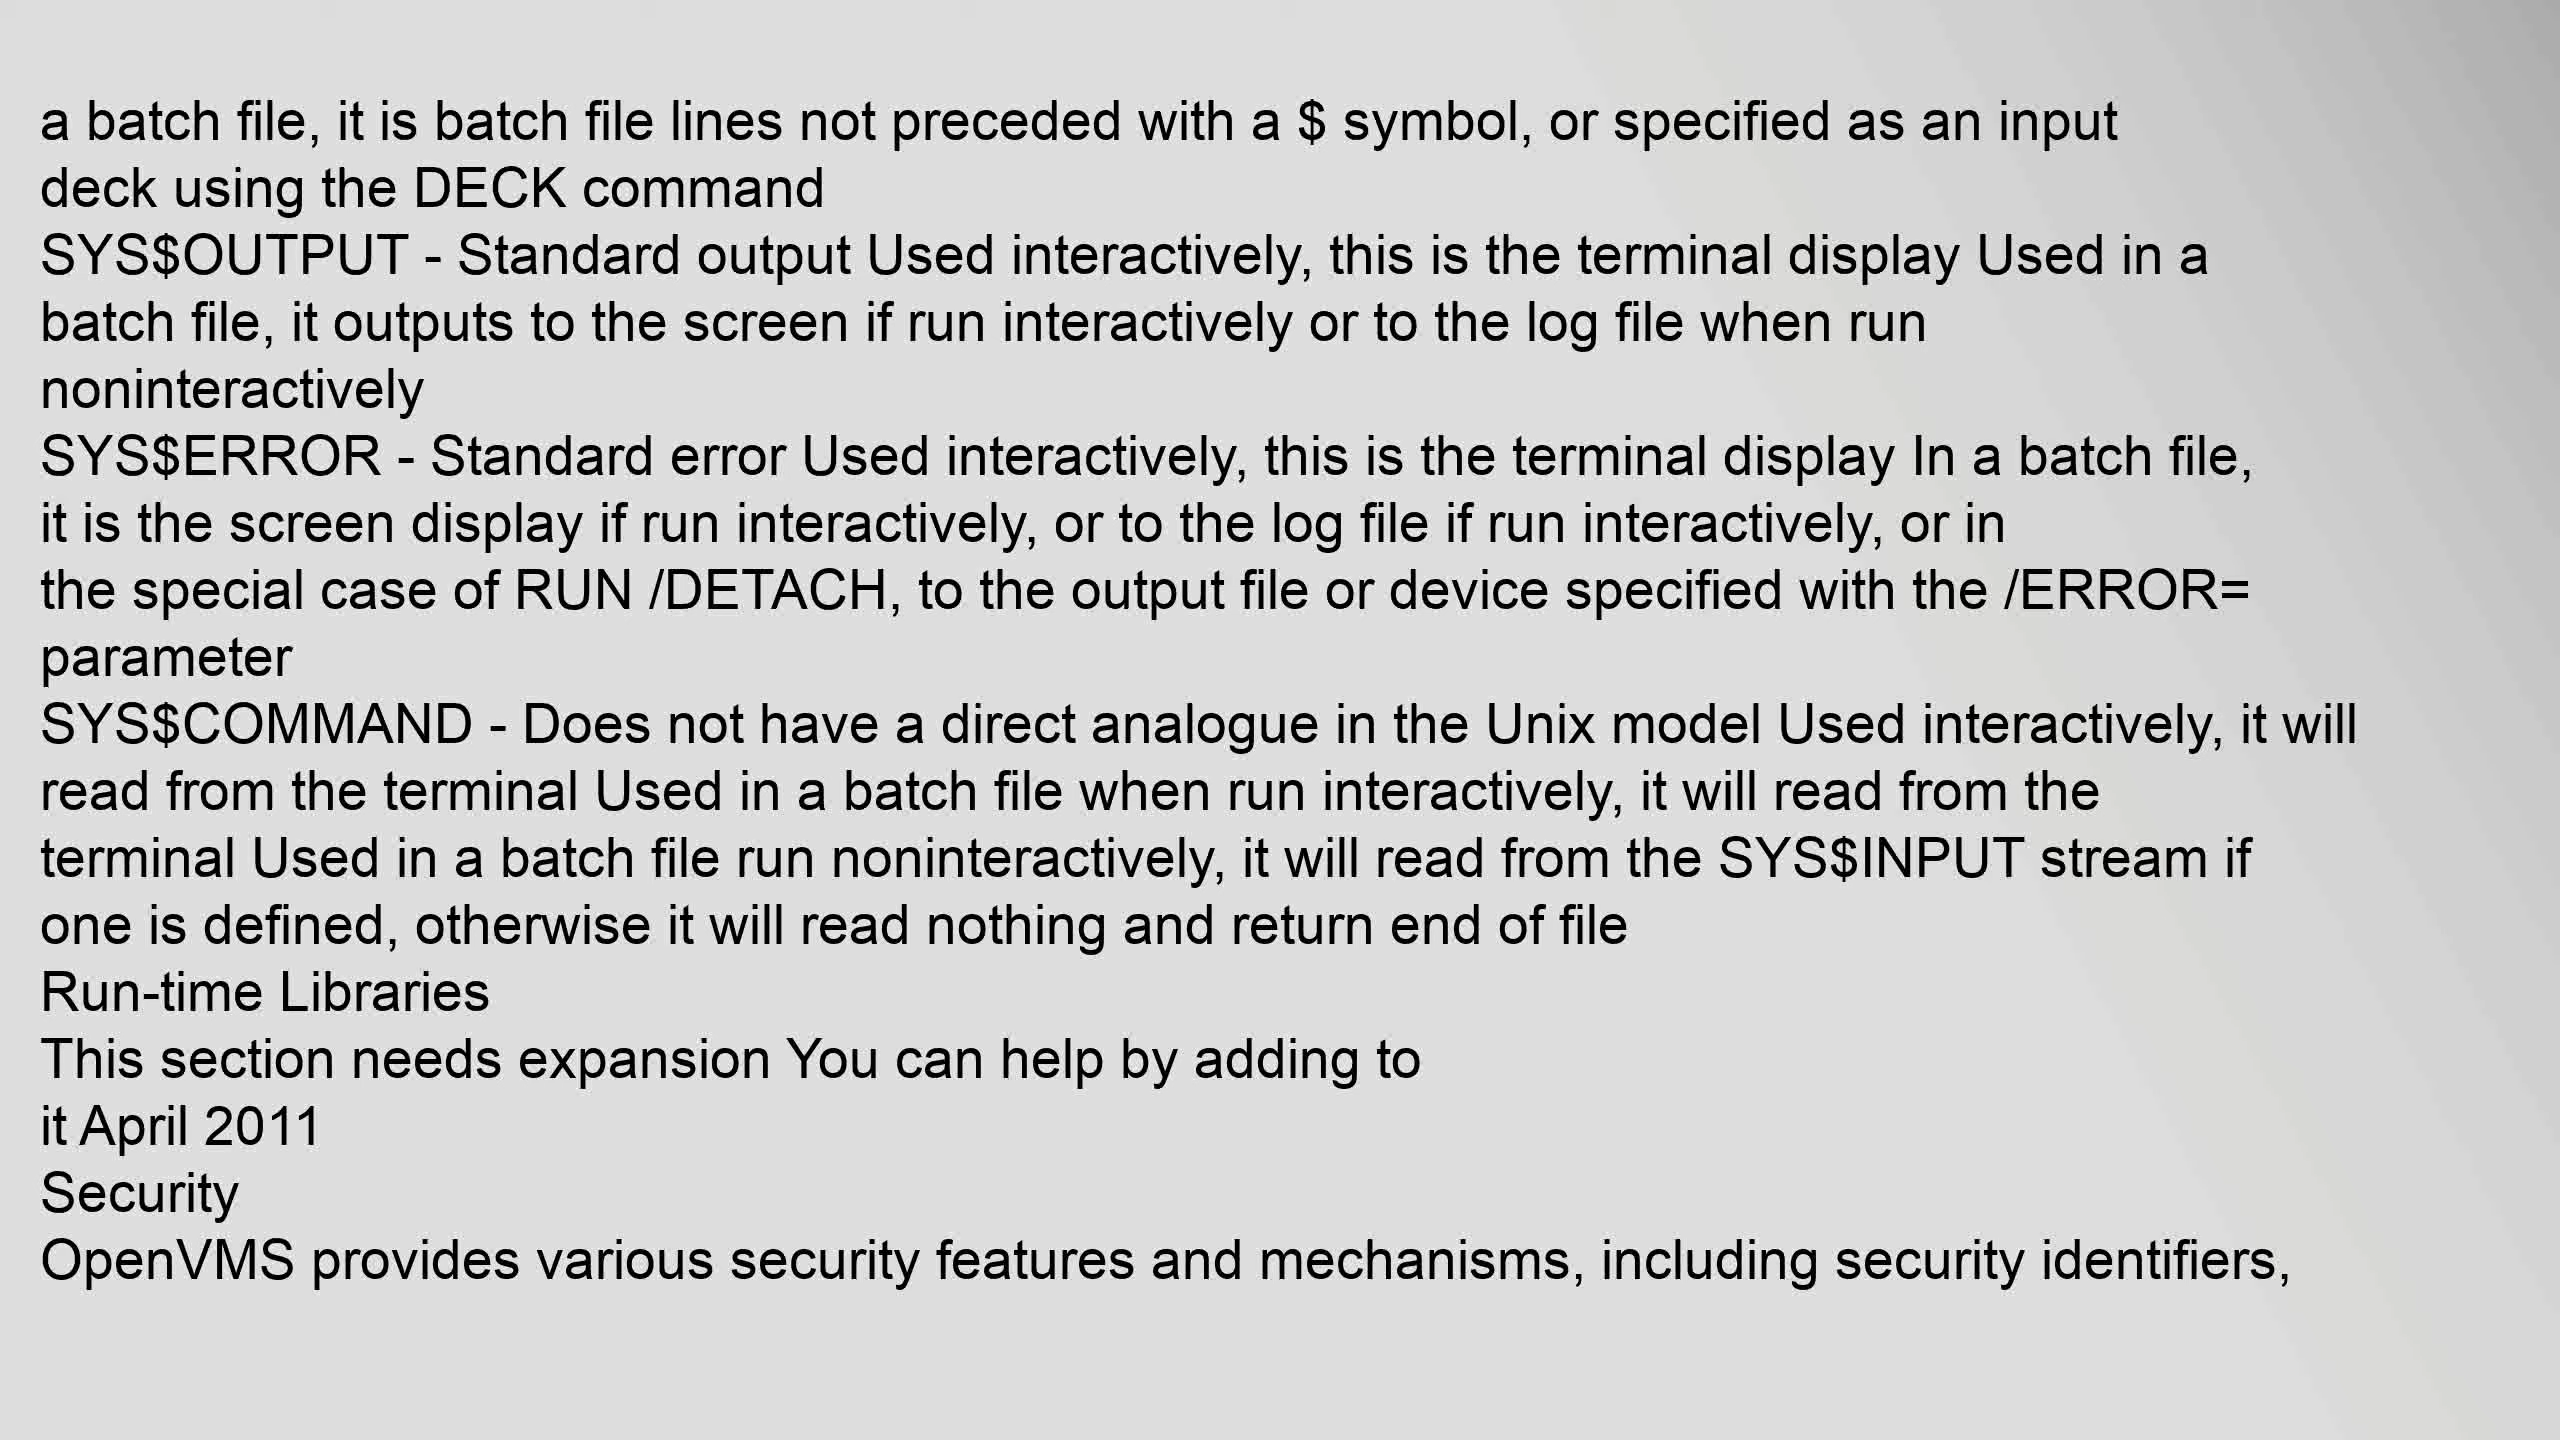 a batch file, it is batch file lines not preceded with a $ symbol, or specified as an input
deck using the DECK command
SYS$OUTPUT - Standard output Used interactively, this is the terminal display Used in a
batch file, it outputs to the screen if run interactively or to the log file when run
noninteractively
SYS$ERROR - Standard error Used interactively, this is the terminal display In a batch file,
it is the screen display if run interactively, or to the log file if run interactively, or in
the special case of RUN /DETACH, to the output file or device specified with the /ERROR=
parameter
SYS$COMMAND - Does not have a direct analogue in the Unix model Used interactively, it will
read from the terminal Used in a batch file when run interactively, it will read from the
terminal Used in a batch file run noninteractively, it will read from the SYS$INPUT stream if
one is defined, otherwise it will read nothing and return end of file
Run-time Libraries
This section needs expansion You can help by adding to
it April 2011
Security
OpenVMS provides various security features and mechanisms, including security identifiers,